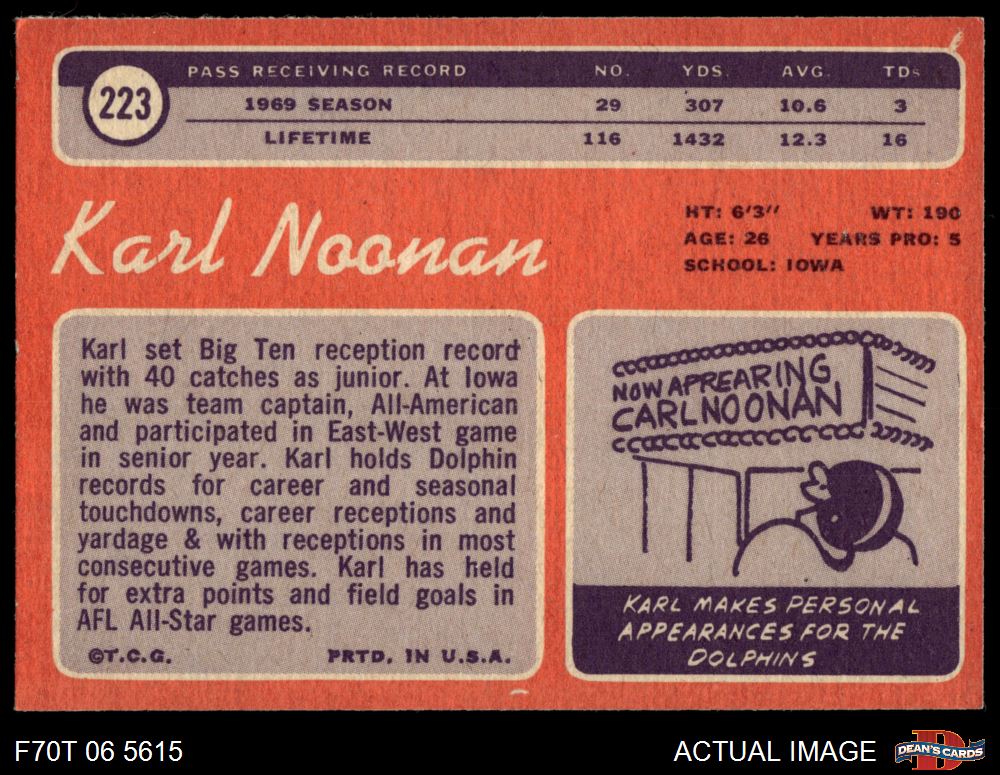 223
PASS RECEIVING RECORD NO. YDS. AVG. TDs
1969 SEASON 29 307 10.6 3
LIFETIME 116 1432 12.3 16
Karl Noonan
HT: 6'3" WT: 190
AGE: 26 YEARS PRO: 5
SCHOOL: IOWA
Karl set Big Ten reception record
with 40 catches as junior. At Iowa
he was team captain, All-American
and participated in East-West game
in senior year. Karl holds Dolphin
records for career and seasonal
touchdowns, career receptions and
yardage & with receptions in most
consecutive games. Karl has held
for extra points and field goals in
AFL All-Star games.
©T.C.G. PRTD. IN U.S.A.
NOW APREARING
CARL NOONAN
KARL MAKES PERSONAL
APPEARANCES FOR THE
DOLPHINS
F70T 06 5615
ACTUAL IMAGE
D
DEAN'S CARDS